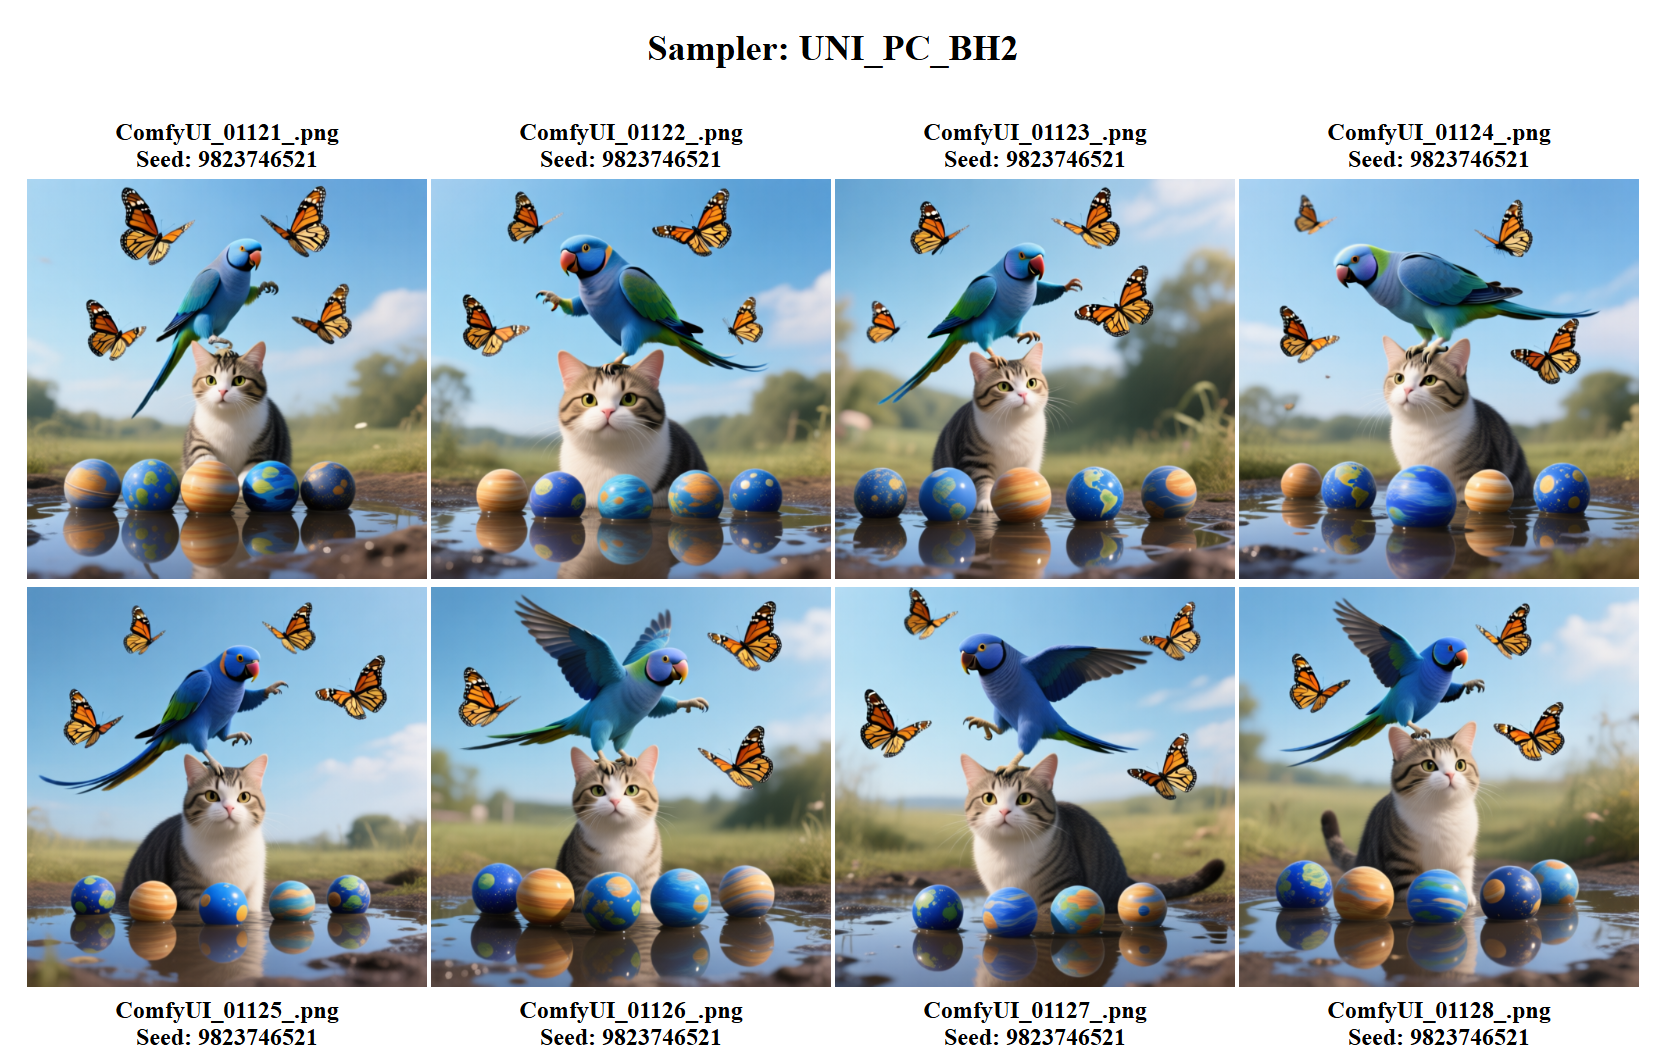 Sampler: UNI_PC_BH2
ComfyUI_01121_.png
Seed: 9823746521
ComfyUI_01122_.png
Seed: 9823746521
ComfyUI_01123_.png
Seed: 9823746521
ComfyUI_01124_.png
Seed: 9823746521
ComfyUI_01125_.png
Seed: 9823746521
ComfyUI_01126_.png
Seed: 9823746521
ComfyUI_01127_.png
Seed: 9823746521
ComfyUI_01128_.png
Seed: 9823746521